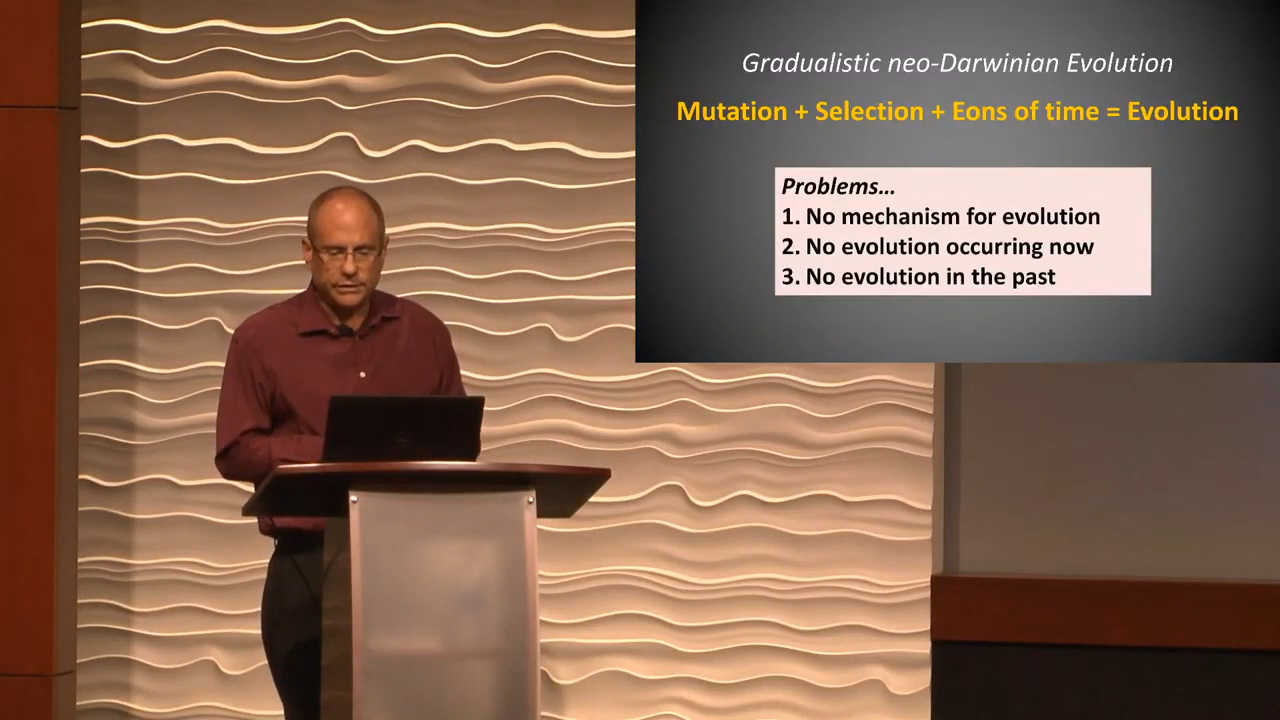 Gradualistic neo-Darwinian Evolution
Mutation + Selection + Eons of time = Evolution
Problems...
1. No mechanism for evolution
2. No evolution occurring now
3. No evolution in the past